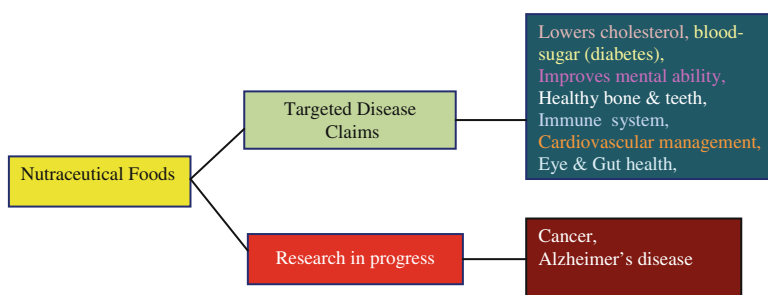 Nutraceutical Foods
Targeted Disease
Claims
Lowers cholesterol, blood-
sugar (diabetes),
Improves mental ability,
Healthy bone & teeth,
Immune system,
Cardiovascular management,
Eye & Gut health,
Research in progress
Cancer,
Alzheimer’s disease